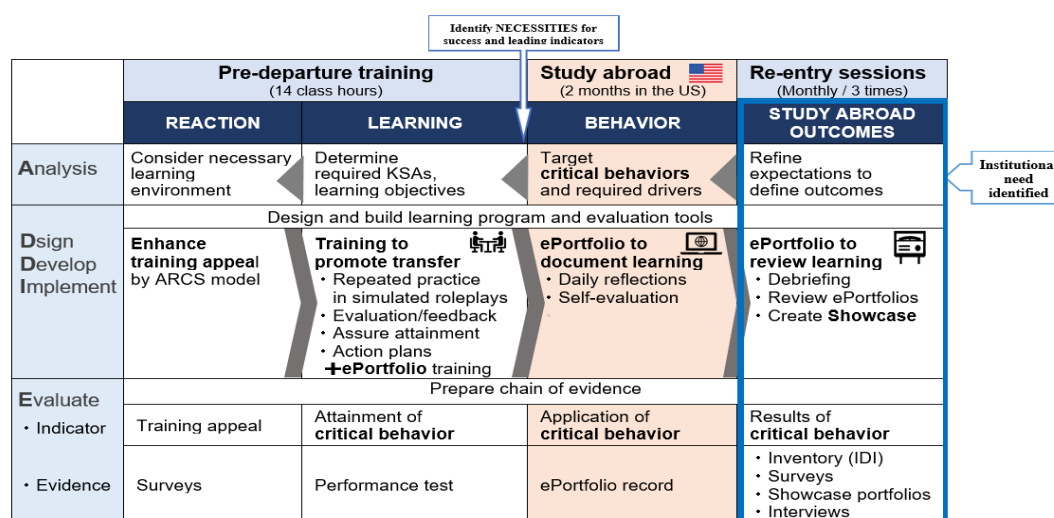 Identify NECESSITIES for
success and leading indicators
Pre-departure training
(14 class hours)
Study abroad
(2 months in the US)
Re-entry sessions
(Monthly / 3 times)
REACTION
LEARNING
BEHAVIOR
STUDY ABROAD
OUTCOMES
Analysis
Consider necessary
learning
environment
Determine
required KSAs,
learning objectives
Target
critical behaviors
and required drivers
Refine
expectations to
define outcomes
Institutiona
need
identified
Design and build learning program and evaluation tools
Dsign
Develop
Implement
Enhance
training appeal
by ARCS model
Training to
promote transfer
・Repeated practice
in simulated roleplays
・Evaluation/feedback
・Assure attainment
・Action plans
+ePortfolio training
ePortfolio to
document learning
・Daily reflections
・Self-evaluation
ePortfolio to
review learning
・Debriefing
・Review ePortfolios
・Create Showcase
Prepare chain of evidence
Evaluate
・Indicator
Training appeal
Attainment of
critical behavior
Application of
critical behavior
Results of
critical behavior
・Evidence
Surveys
Performance test
ePortfolio record
・Inventory (IDI)
・Surveys
・Showcase portfolios
・Interviews